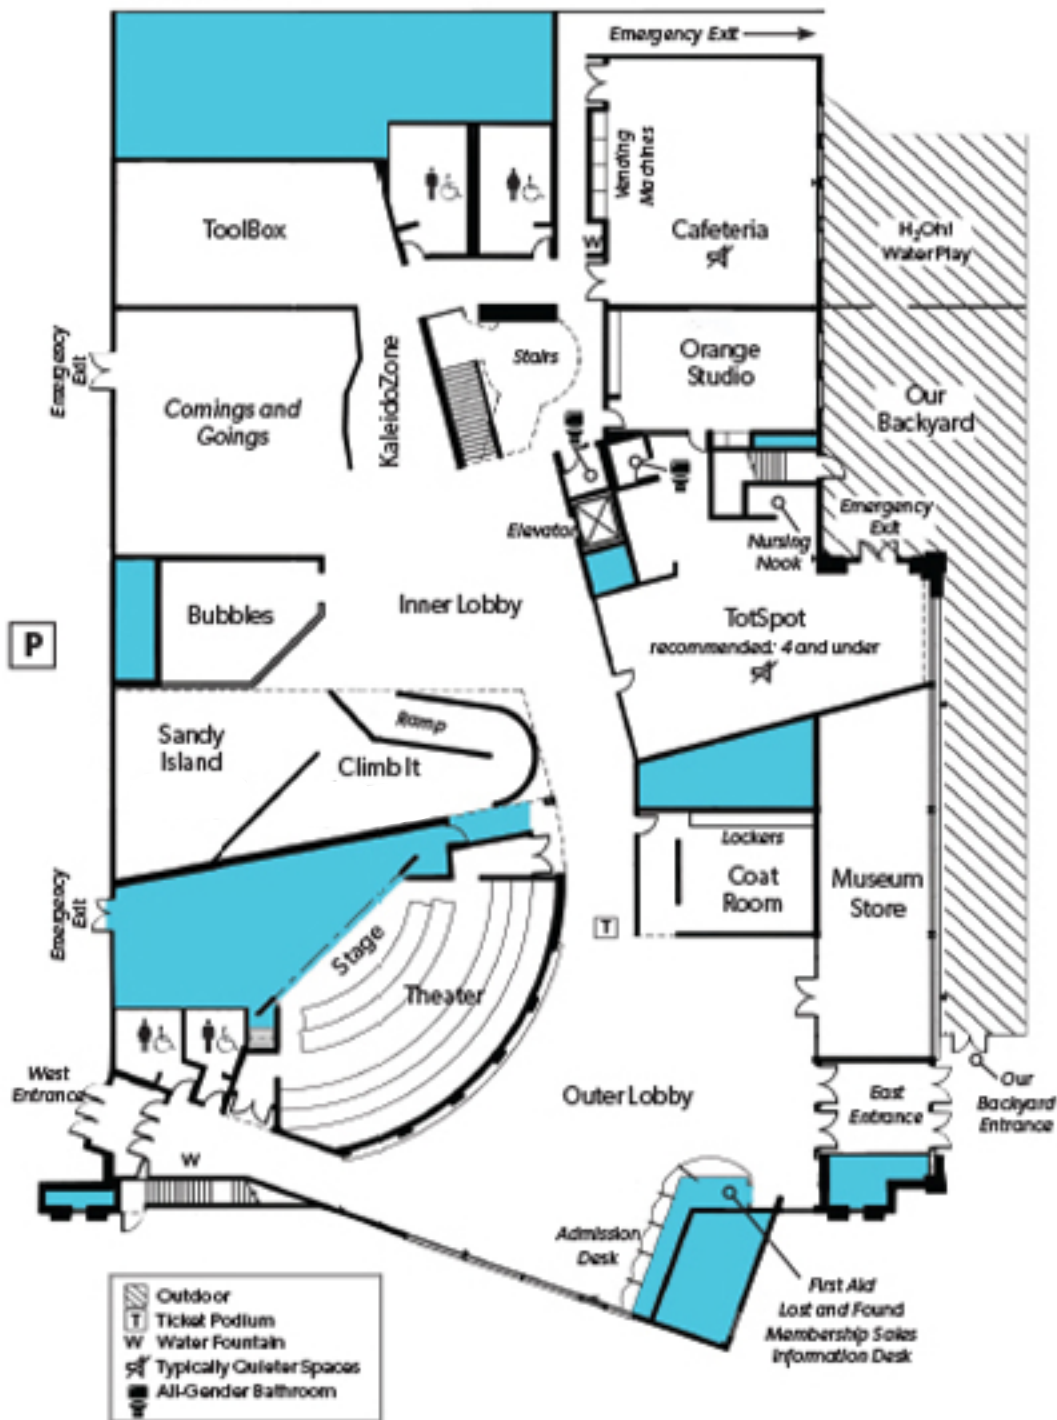 Emergency Exit
Vending
Machines
ToolBox
W
Cafeteria
H₂Oh!
Water Play
Emergency
Exit
KaleidoZone
Stairs
Orange
Studio
Comings and
Goings
Our
Backyard
Elevator
Nursing
Nook
Emergency
Exit
Bubbles
Inner Lobby
TotSpot
recommended: 4 and under
P
Ramp
Sandy
Island
Climb It
Lockers
Coat
Room
Museum
Store
Emergency
Exit
T
Stage
Theater
West
Entrance
Outer Lobby
East
Entrance
Our
Backyard
Entrance
W
Admission
Desk
First Aid
Lost and Found
Membership Sales
Information Desk
Outdoor
T Ticket Podium
W Water Fountain
Typically Quieter Spaces
All-Gender Bathroom